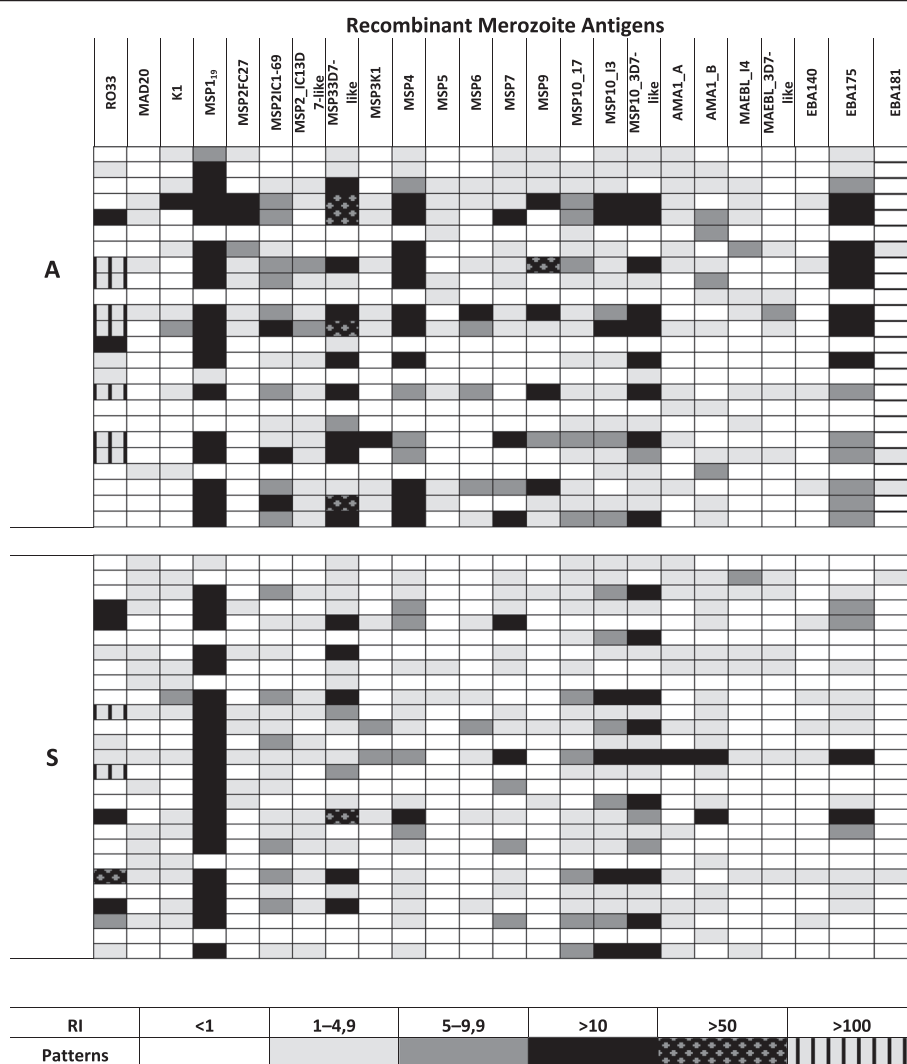 Recombinant Merozoite Antigens
RO33
MAD20
K1
MSP1₁₉
MSP2FC27
MSP2IC1-69
MSP2_IC13D
7-like
MSP33D7-
like
MSP3K1
MSP4
MSP5
MSP6
MSP7
MSP9
MSP10_17
MSP10_I3
MSP10_3D7-
like
AMA1_A
AMA1_B
MAEBL_I4
MAEBL_3D7-
like
EBA140
EBA175
EBA181
A
S
RI <1 1–4,9 5–9,9 >10 >50 >100
Patterns